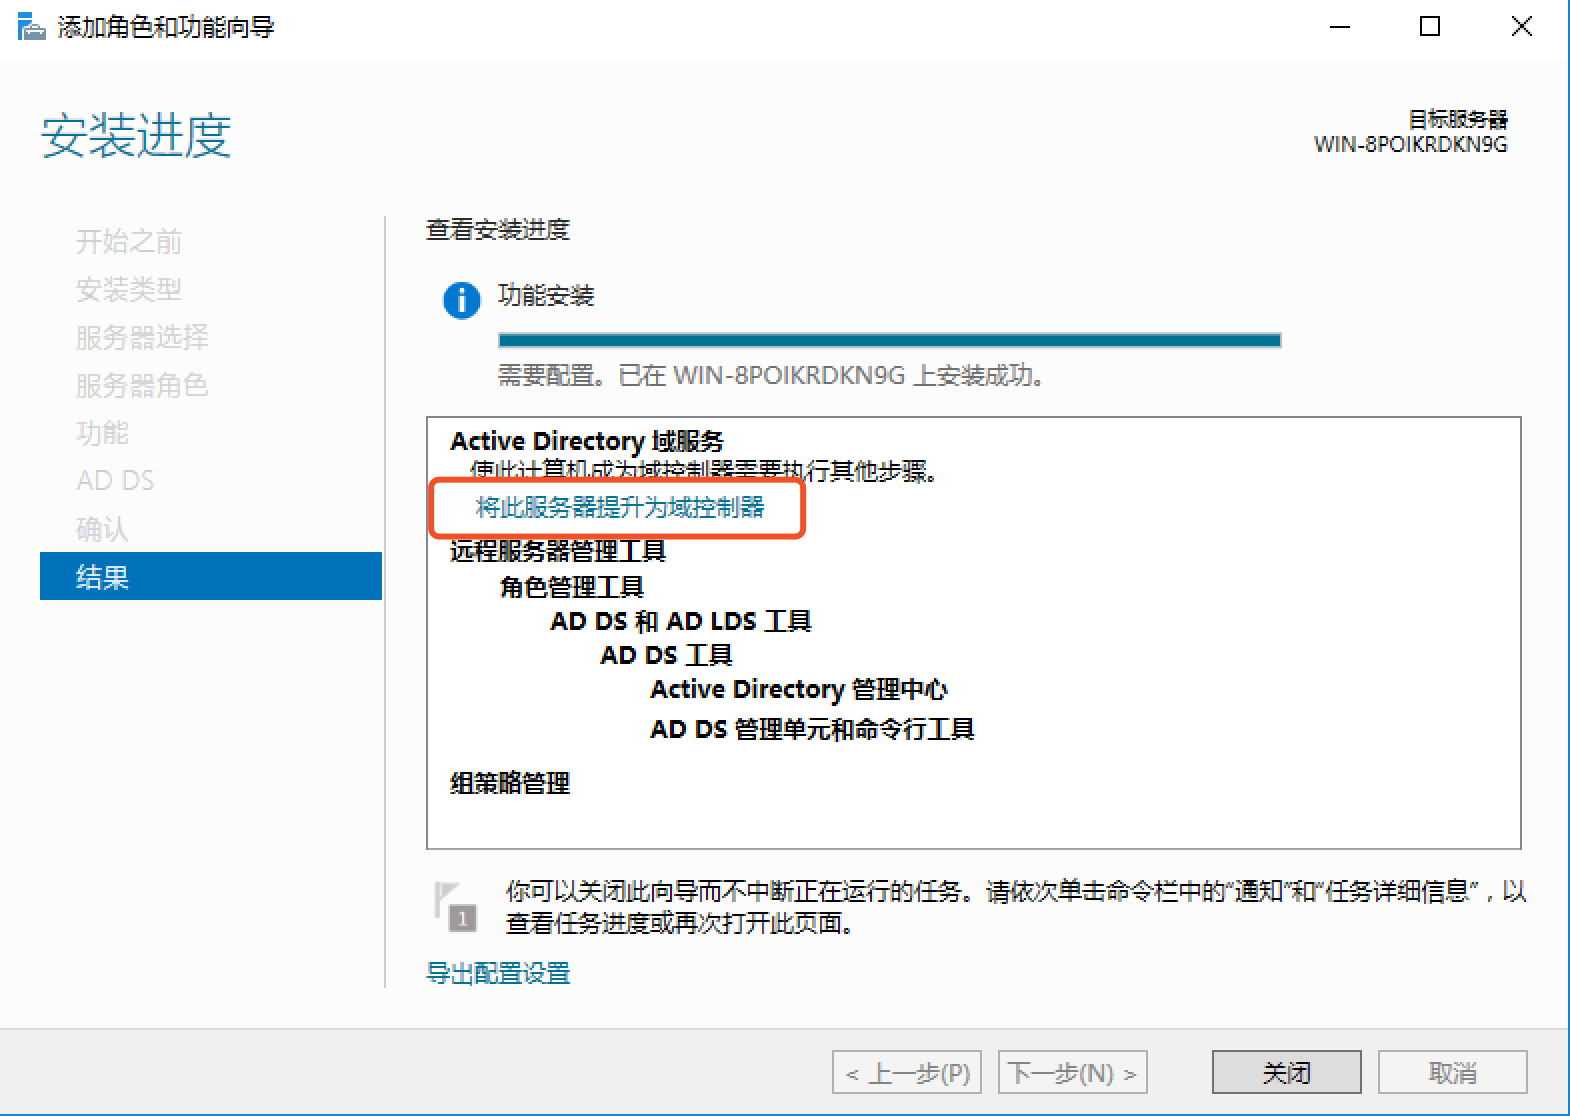 添加角色和功能向导
安装进度
目标服务器
WIN-8POIKRDKN9G
开始之前
安装类型
服务器选择
服务器角色
功能
AD DS
确认
结果
查看安装进度
功能安装
需要配置。已在 WIN-8POIKRDKN9G 上安装成功。
Active Directory 域服务
使此计算机成为域控制器需要执行其他步骤。
将此服务器提升为域控制器
远程服务器管理工具
角色管理工具
AD DS 和 AD LDS 工具
AD DS 工具
Active Directory 管理中心
AD DS 管理单元和命令行工具
组策略管理
1
你可以关闭此向导而不中断正在运行的任务。请依次单击命令栏中的“通知”和“任务详细信息”，以
查看任务进度或再次打开此页面。
导出配置设置
< 上一步(P)
下一步(N) >
关闭
取消